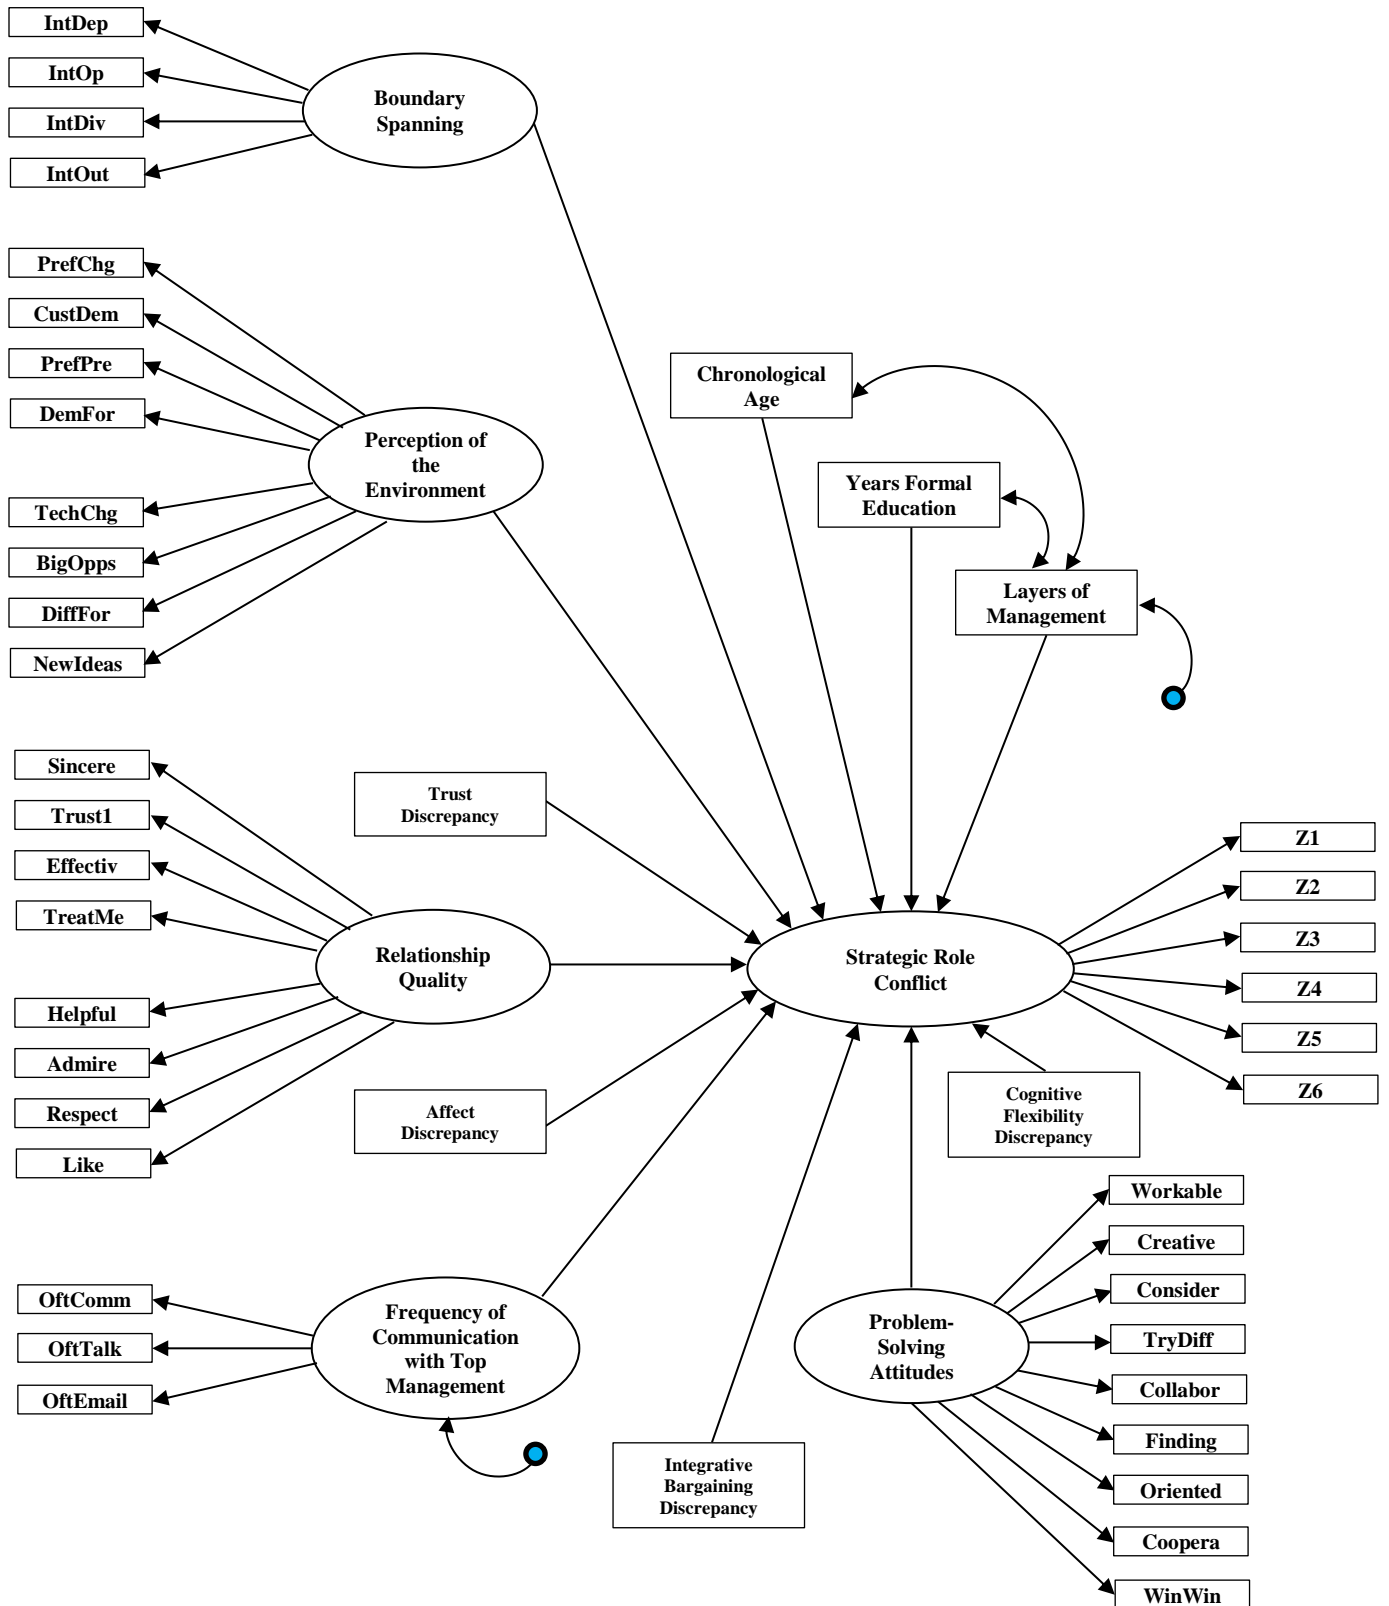 IntDep
IntOp
IntDiv
IntOut
Boundary
Spanning
PrefChg
CustDem
PrefPre
DemFor
TechChg
BigOpps
DiffFor
NewIdeas
Perception of
the
Environment
Chronological
Age
Years Formal
Education
Layers of
Management
Sincere
Trust1
Effectiv
TreatMe
Helpful
Admire
Respect
Like
Trust
Discrepancy
Relationship
Quality
Affect
Discrepancy
Strategic Role
Conflict
Z1
Z2
Z3
Z4
Z5
Z6
Cognitive
Flexibility
Discrepancy
OftComm
OftTalk
OftEmail
Frequency of
Communication
with Top
Management
Integrative
Bargaining
Discrepancy
Problem-
Solving
Attitudes
Workable
Creative
Consider
TryDiff
Collabor
Finding
Oriented
Coopera
WinWin